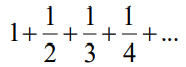 1 + 1/2 + 1/3 + 1/4 + ...